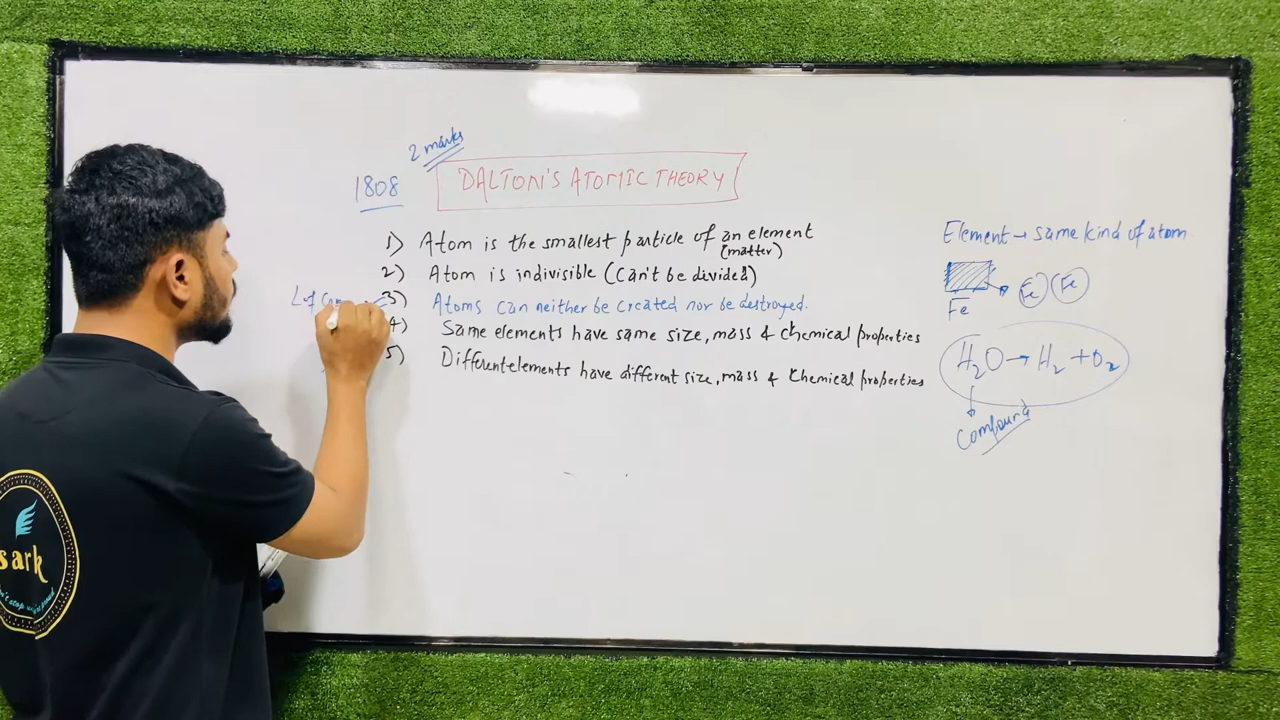 2 marks
1808
DALTON'S ATOMIC THEORY
1) Atom is the smallest particle of an element
(matter)
2) Atom is indivisible (Can't be divided)
3) Atoms can neither be created nor be destroyed.
4) Same elements have same size, mass & chemical properties
5) Different elements have different size, mass & chemical properties
L of
Element → same kind of atom
Fe
Fe Fe
H₂O → H₂ + O₂
Compound
sark